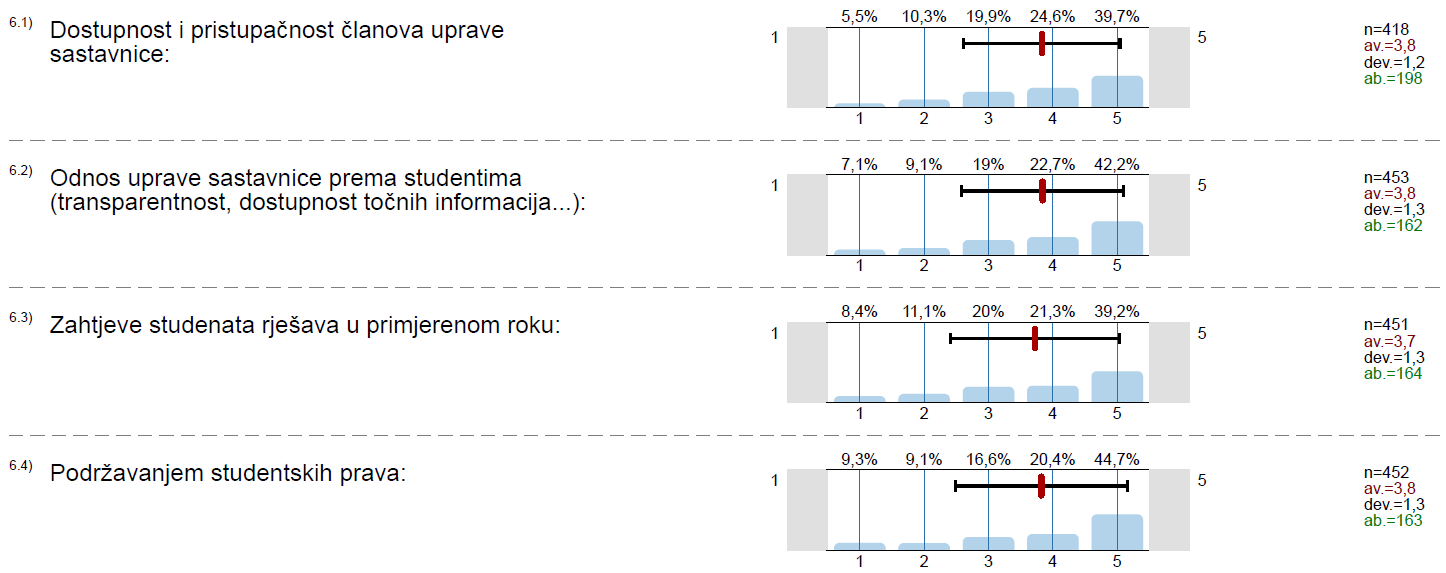 6.1) Dostupnost i pristupačnost članova uprave
sastavnice:
5,5% 10,3% 19,9% 24,6% 39,7%
1 5
1 2 3 4 5
n=418
av.=3,8
dev.=1,2
ab.=198
6.2) Odnos uprave sastavnice prema studentima
(transparentnost, dostupnost točnih informacija...):
7,1% 9,1% 19% 22,7% 42,2%
1 5
1 2 3 4 5
n=453
av.=3,8
dev.=1,3
ab.=162
6.3) Zahtjeve studenata rješava u primjerenom roku:
8,4% 11,1% 20% 21,3% 39,2%
1 5
1 2 3 4 5
n=451
av.=3,7
dev.=1,3
ab.=164
6.4) Podržavanjem studentskih prava:
9,3% 9,1% 16,6% 20,4% 44,7%
1 5
1 2 3 4 5
n=452
av.=3,8
dev.=1,3
ab.=163